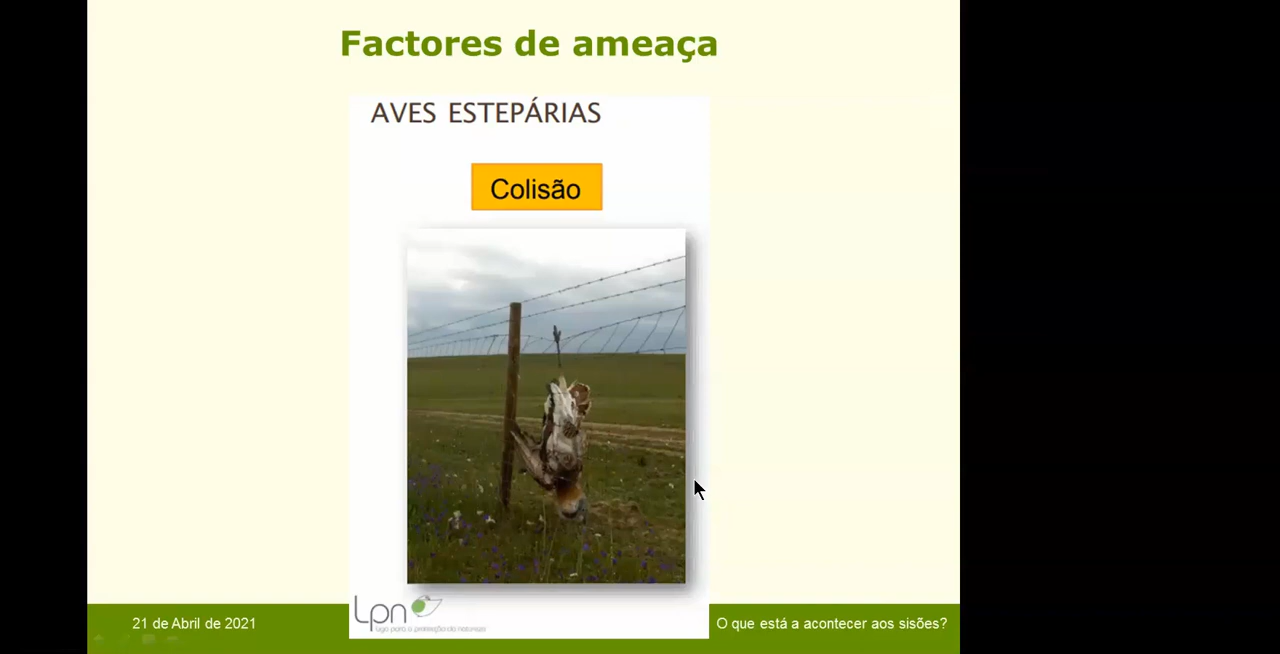 Factores de ameaça
AVES ESTEPÁRIAS
Colisão
Lpn
liga para a protecção da natureza
21 de Abril de 2021
O que está a acontecer aos sisões?